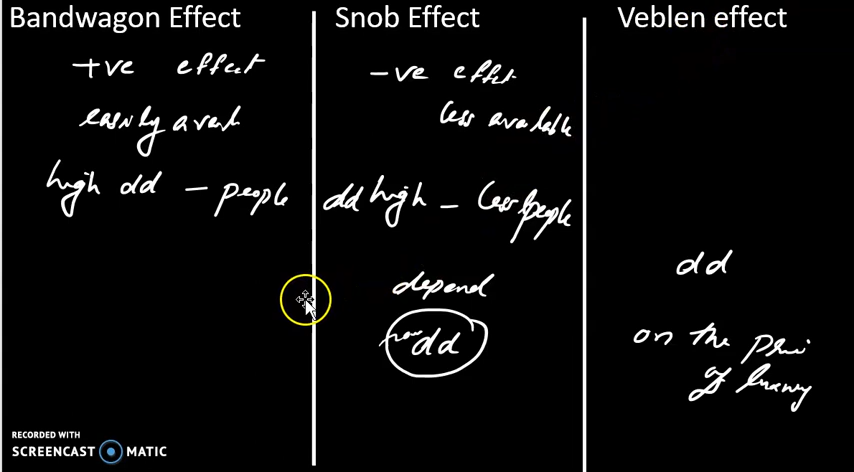 Bandwagon Effect
+ve effect
easily avail
high dd - people
Snob Effect
-ve effect
less available
dd high - less people
depend
how dd
Veblen effect
dd
on the price
of luxury
RECORDED WITH
SCREENCAST MATIC